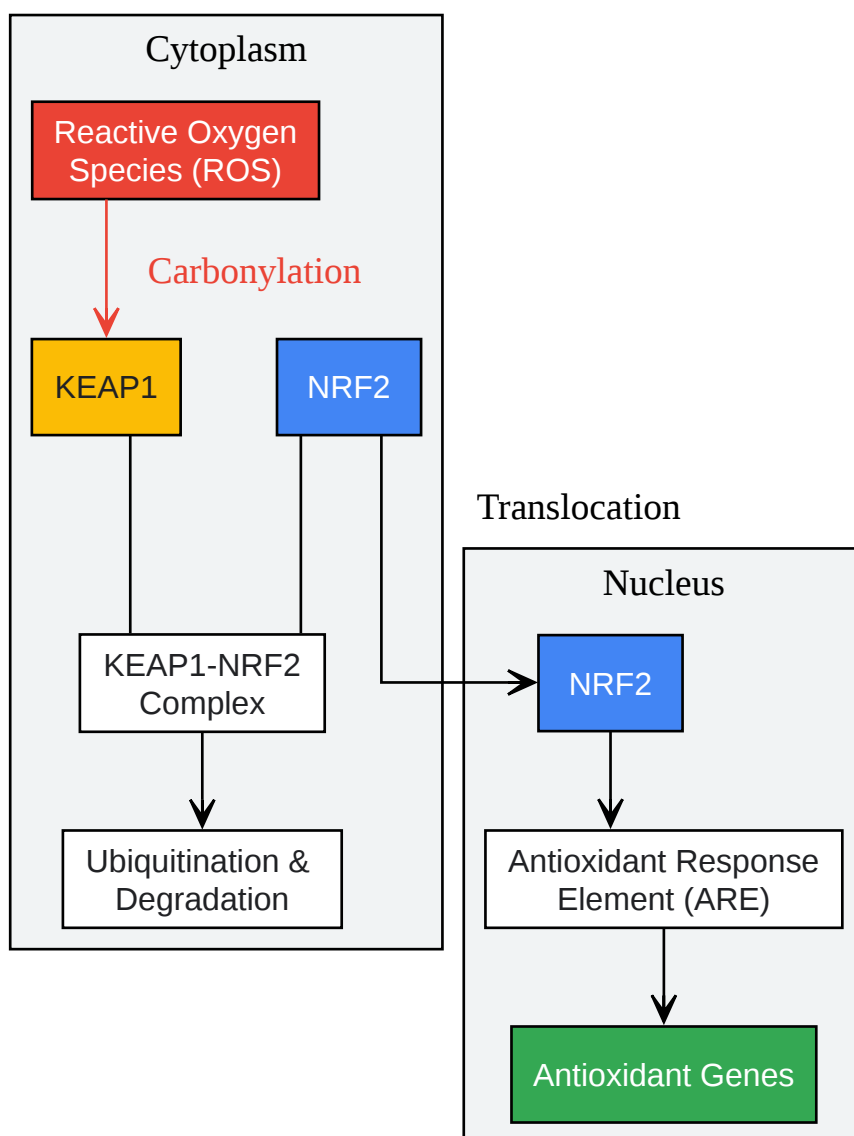 Cytoplasm
Reactive Oxygen
Species (ROS)
Carbonylation
KEAP1
NRF2
KEAP1-NRF2
Complex
Ubiquitination &
Degradation
Translocation
Nucleus
NRF2
Antioxidant Response
Element (ARE)
Antioxidant Genes